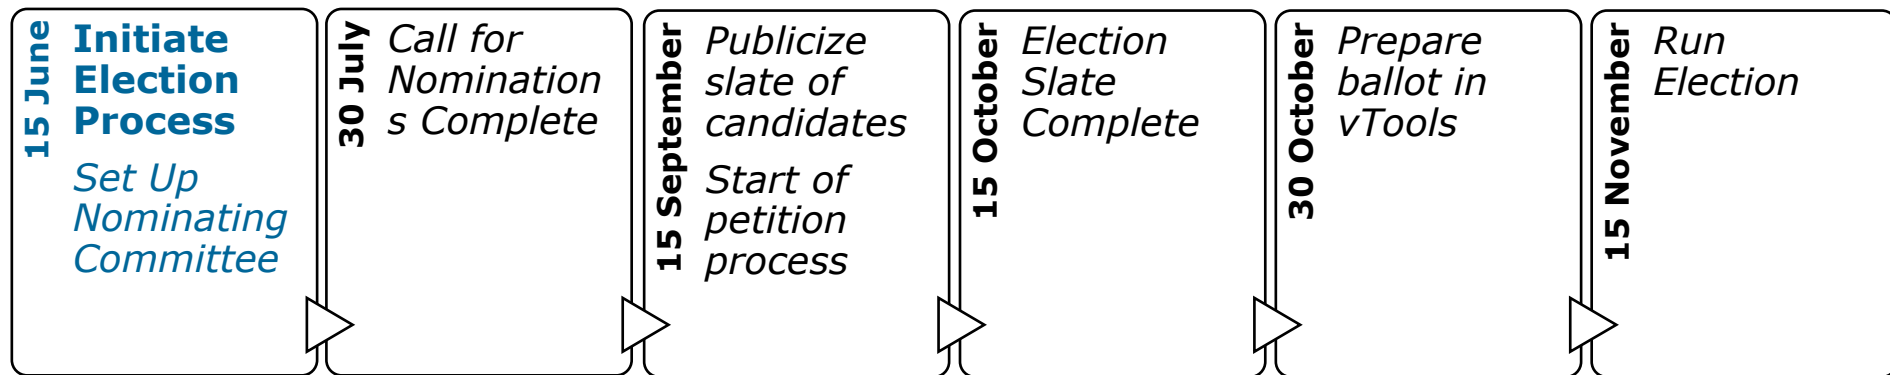 15 June
Initiate
Election
Process
Set Up
Nominating
Committee
30 July
Call for
Nomination
s Complete
15 September
Publicize
slate of
candidates
Start of
petition
process
15 October
Election
Slate
Complete
30 October
Prepare
ballot in
vTools
15 November
Run
Election